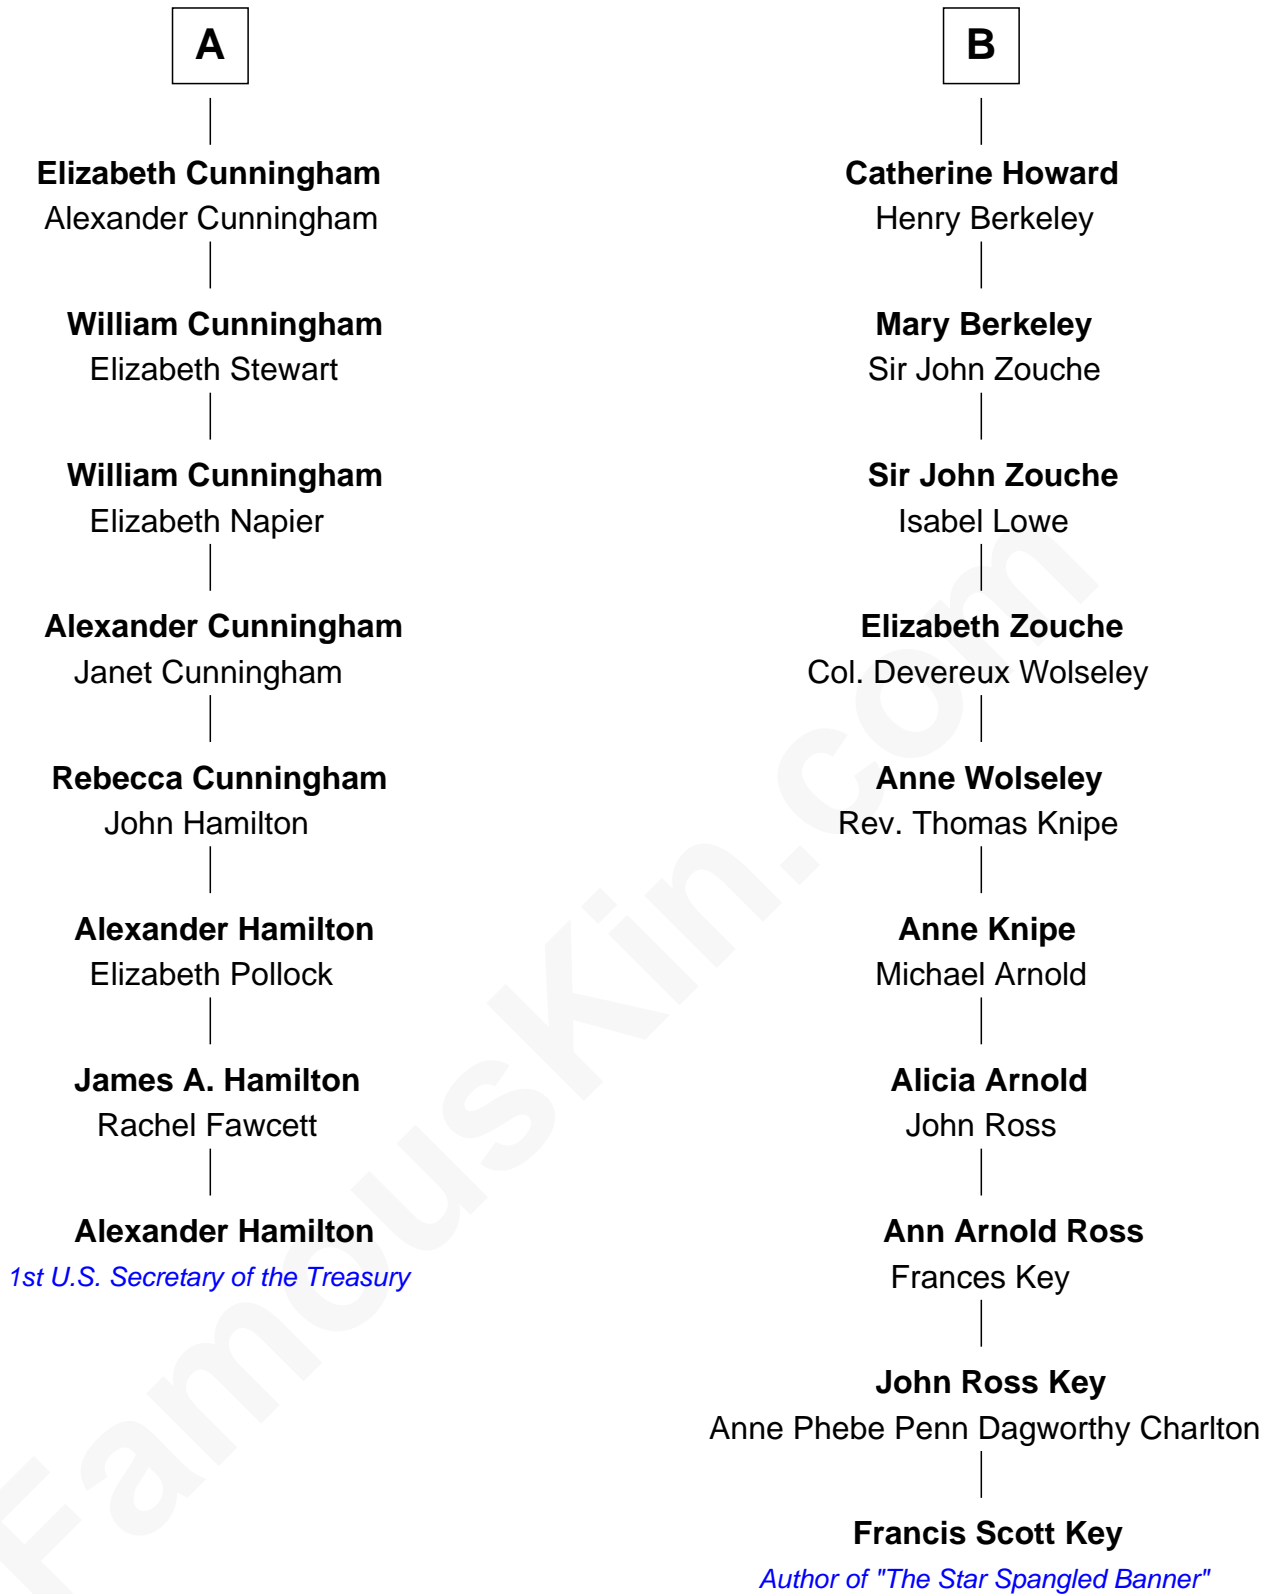 A
Elizabeth Cunningham
Alexander Cunningham
William Cunningham
Elizabeth Stewart
William Cunningham
Elizabeth Napier
Alexander Cunningham
Janet Cunningham
Rebecca Cunningham
John Hamilton
Alexander Hamilton
Elizabeth Pollock
James A. Hamilton
Rachel Fawcett
Alexander Hamilton
1st U.S. Secretary of the Treasury
B
Catherine Howard
Henry Berkeley
Mary Berkeley
Sir John Zouche
Sir John Zouche
Isabel Lowe
Elizabeth Zouche
Col. Devereux Wolseley
Anne Wolseley
Rev. Thomas Knipe
Anne Knipe
Michael Arnold
Alicia Arnold
John Ross
Ann Arnold Ross
Frances Key
John Ross Key
Anne Phebe Penn Dagworthy Charlton
Francis Scott Key
Author of "The Star Spangled Banner"
FamousKin.com